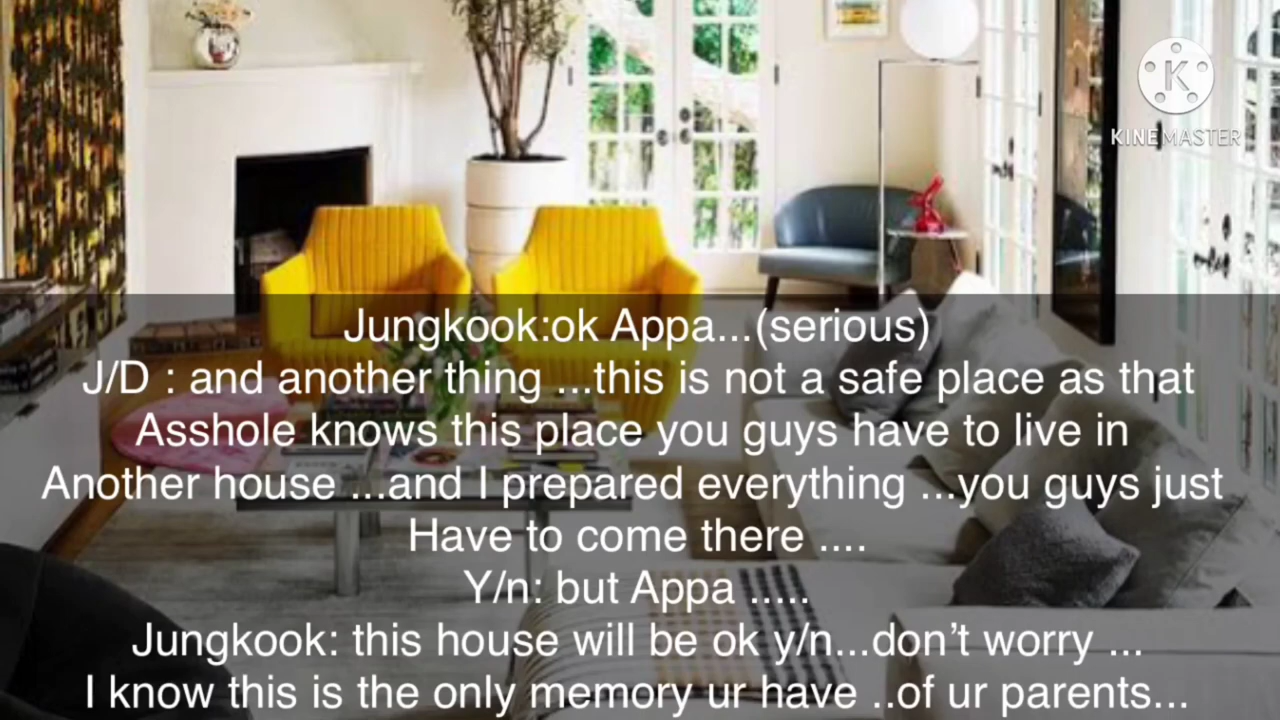 KINEMASTER
Jungkook:ok Appa...(serious)
J/D : and another thing ...this is not a safe place as that
Asshole knows this place you guys have to live in
Another house ...and I prepared everything ...you guys just
Have to come there ....
Y/n: but Appa .....
Jungkook: this house will be ok y/n...don’t worry ...
I know this is the only memory ur have ..of ur parents...